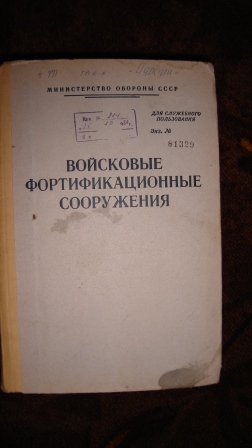 МИНИСТЕРСТВО ОБОРОНЫ СССР
ДЛЯ СЛУЖЕБНОГО
ПОЛЬЗОВАНИЯ
Экз. №
61329
ВОЙСКОВЫЕ
ФОРТИФИКАЦИОННЫЕ
СООРУЖЕНИЯ